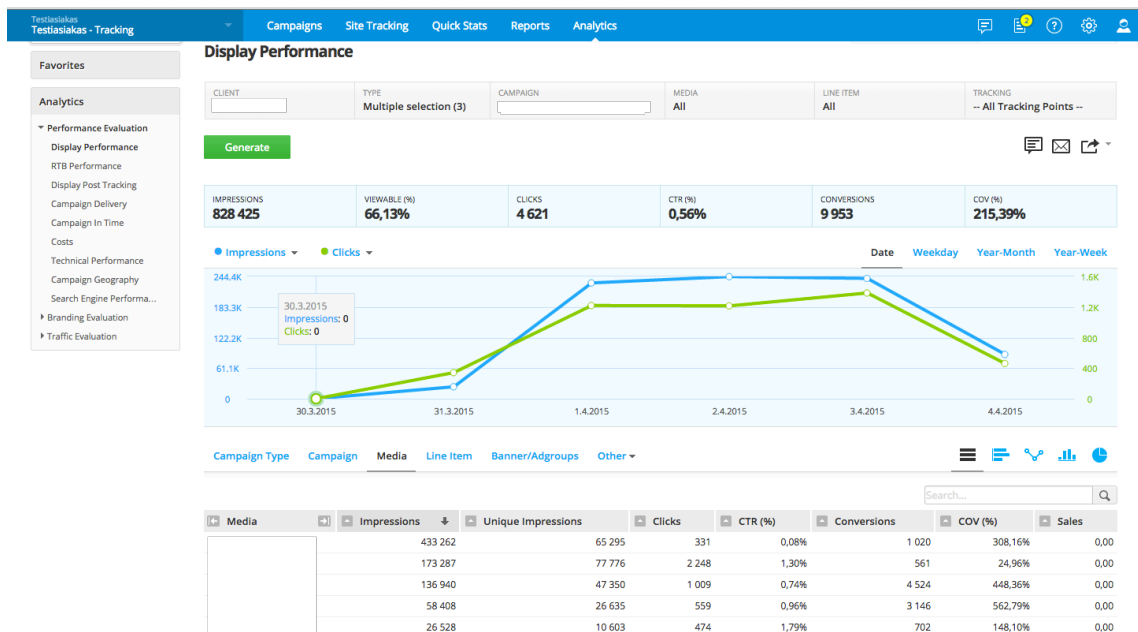 Testiasiakas
Testiasiakas - Tracking
Campaigns Site Tracking Quick Stats Reports Analytics
2
?
Favorites
Analytics
Performance Evaluation
Display Performance
RTB Performance
Display Post Tracking
Campaign Delivery
Campaign In Time
Costs
Technical Performance
Campaign Geography
Search Engine Performa...
Branding Evaluation
Traffic Evaluation
Display Performance
CLIENT TYPE CAMPAIGN MEDIA LINE ITEM TRACKING
Multiple selection (3) All All -- All Tracking Points --
Generate
IMPRESSIONS VIEWABLE (%) CLICKS CTR (%) CONVERSIONS COV (%)
828 425 66,13% 4 621 0,56% 9 953 215,39%
Impressions Clicks Date Weekday Year-Month Year-Week
244.4K 1.6K
183.3K 1.2K
122.2K 800
61.1K 400
0 0
30.3.2015
Impressions: 0
Clicks: 0
30.3.2015 31.3.2015 1.4.2015 2.4.2015 3.4.2015 4.4.2015
Campaign Type Campaign Media Line Item Banner/Adgroups Other
Search...
Media Impressions Unique Impressions Clicks CTR (%) Conversions COV (%) Sales
433 262 65 295 331 0,08% 1 020 308,16% 0,00
173 287 77 776 2 248 1,30% 561 24,96% 0,00
136 940 47 350 1 009 0,74% 4 524 448,36% 0,00
58 408 26 635 559 0,96% 3 146 562,79% 0,00
26 528 10 603 474 1,79% 702 148,10% 0,00